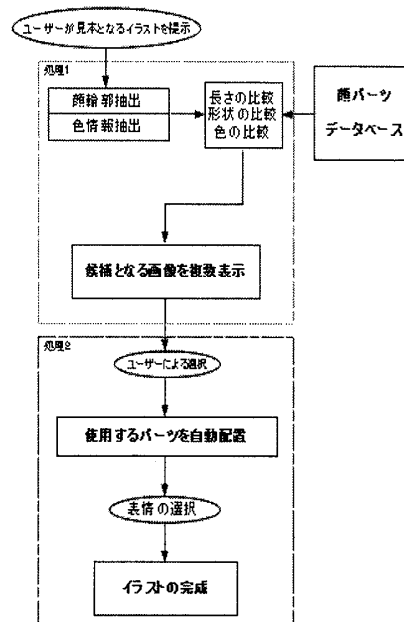 ユーザーが見本となるイラストを提示
処理1
顔輪郭抽出
色情報抽出
長さの比較
形状の比較
色の比較
顔パーツ
データベース
候補となる画像を複数表示
処理2
ユーザーによる選択
使用するパーツを自動配置
表情の選択
イラストの完成